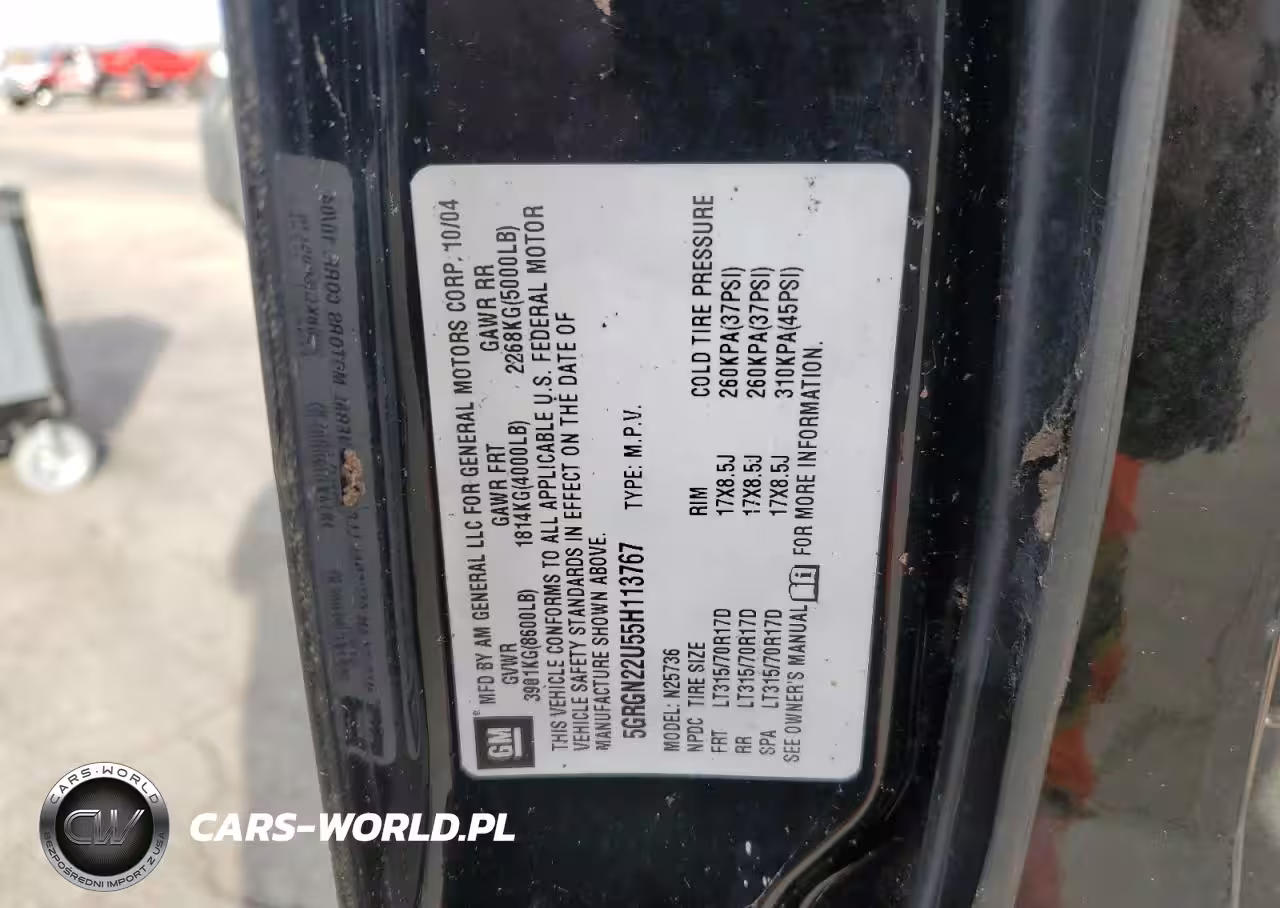 GM
® MFD BY AM GENERAL LLC FOR GENERAL MOTORS CORP. 10/04
GVWR GAWR FRT GAWR RR
3901KG(8600LB) 1814KG(4000LB) 2268KG(5000LB)
THIS VEHICLE CONFORMS TO ALL APPLICABLE U.S. FEDERAL MOTOR
VEHICLE SAFETY STANDARDS IN EFFECT ON THE DATE OF
MANUFACTURE SHOWN ABOVE.
5GRGN22U55H113767 TYPE: M.P.V.
MODEL: N25736
NPDC TIRE SIZE RIM COLD TIRE PRESSURE
FRT LT315/70R17D 17X8.5J 260KPA(37PSI)
RR LT315/70R17D 17X8.5J 260KPA(37PSI)
SPA LT315/70R17D 17X8.5J 310KPA(45PSI)
SEE OWNER'S MANUAL FOR MORE INFORMATION.
CARS-WORLD
CW
BEZPOŚREDNI IMPORT Z USA
CARS-WORLD.PL